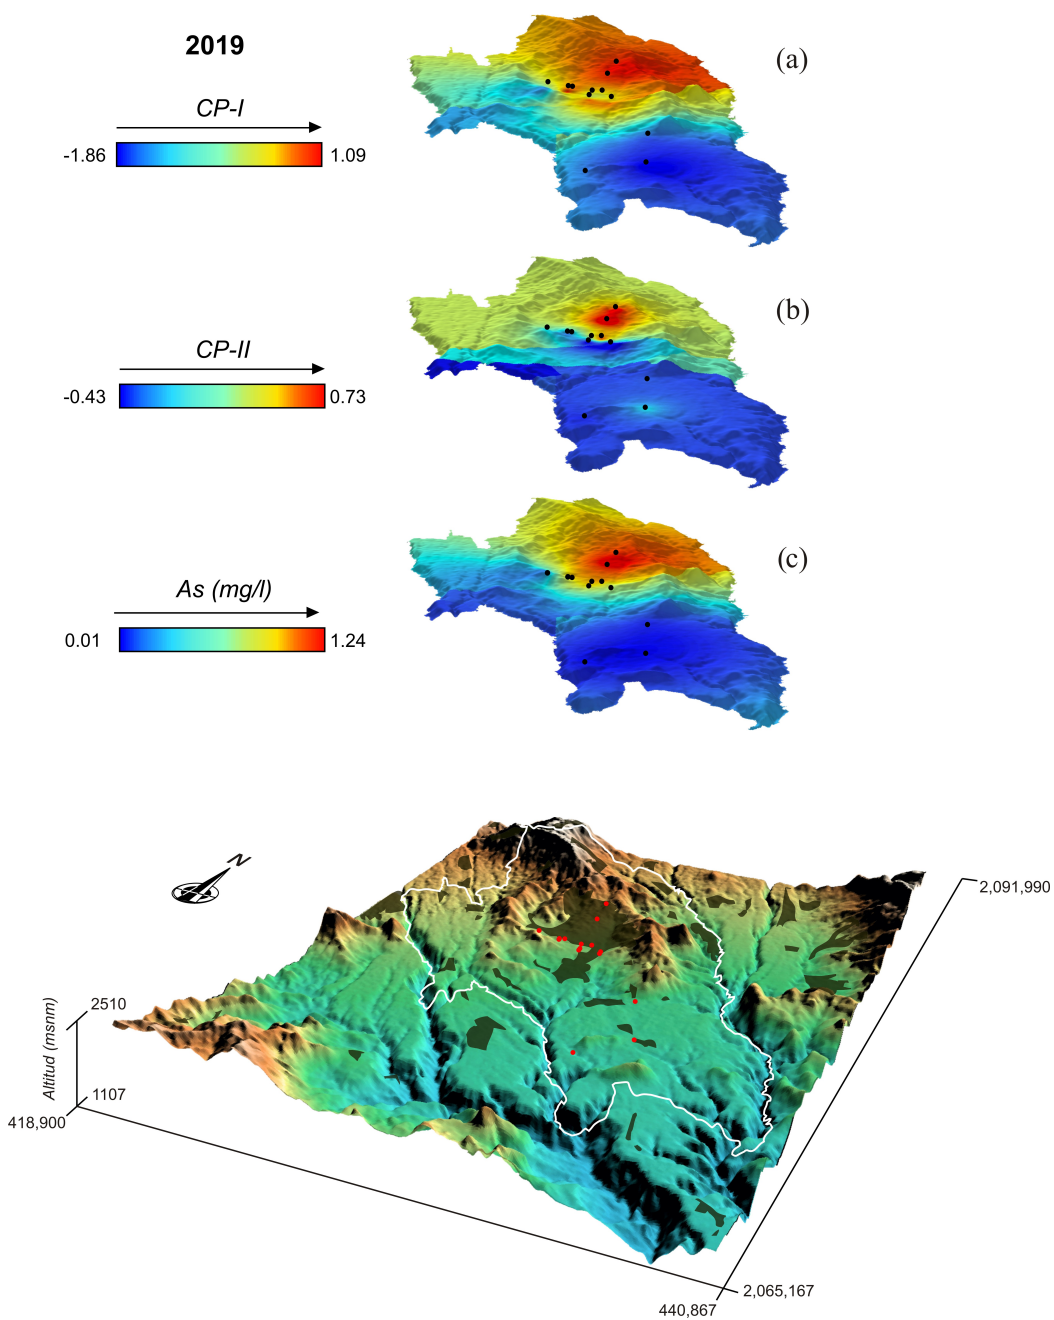 2019
(a)
CP-I
-1.86
1.09
(b)
CP-II
-0.43
0.73
(c)
As (mg/l)
0.01
1.24
N
2,091,990
Altitud (msnm)
2510
1107
418,900
2,065,167
440,867